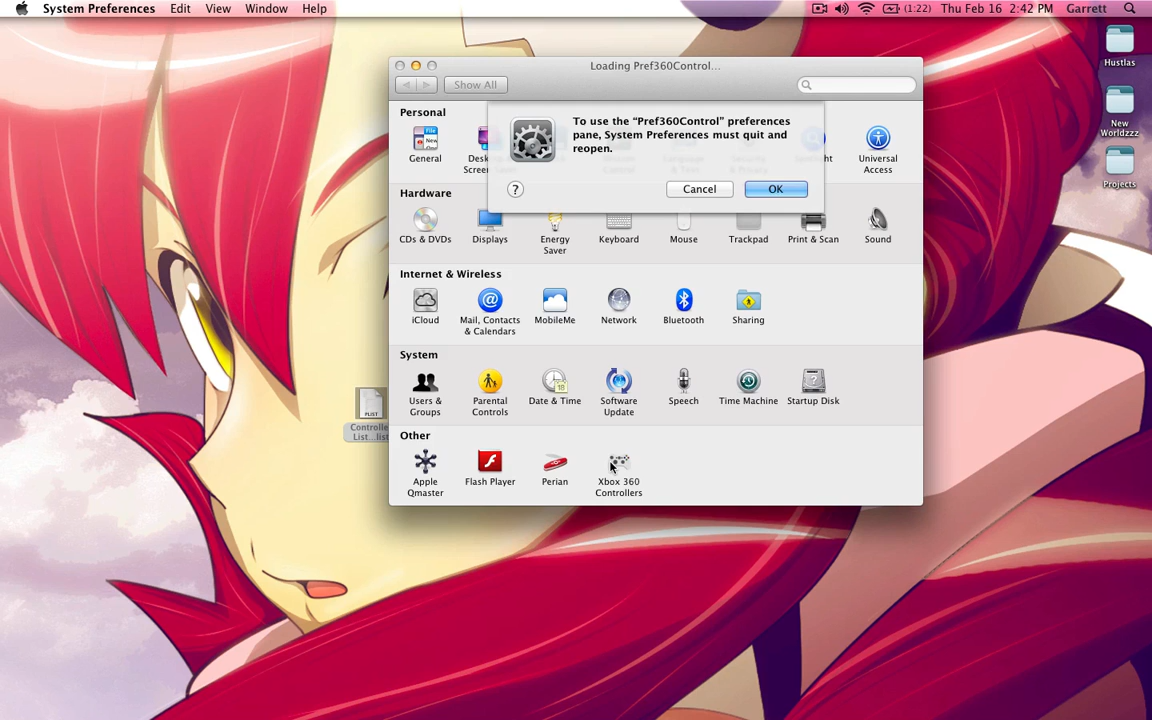 System Preferences Edit View Window Help
(1:22) Thu Feb 16 2:42 PM Garrett
Loading Pref360Control...
Show All
Personal
To use the “Pref360Control” preferences
pane, System Preferences must quit and
reopen.
Cancel
OK
General
Universal
Access
Hardware
CDs & DVDs
Displays
Energy
Saver
Keyboard
Mouse
Trackpad
Print & Scan
Sound
Internet & Wireless
iCloud
Mail, Contacts
& Calendars
MobileMe
Network
Bluetooth
Sharing
System
Users &
Groups
Parental
Controls
Date & Time
Software
Update
Speech
Time Machine
Startup Disk
Other
Apple
Qmaster
Flash Player
Perian
Xbox 360
Controllers
PLIST
Controlle
List...list
Hustlas
New
Worldzzz
Projects